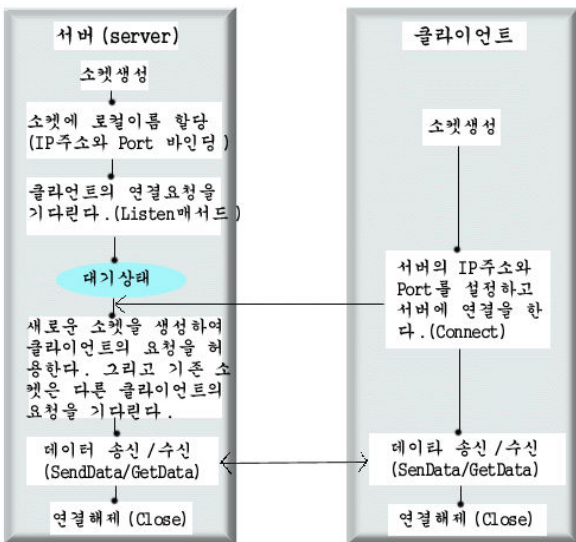 서버(server)
소켓생성
소켓에 로컬이름 할당
(IP주소와 Port 바인딩)
클라언트의 연결요청을
기다린다.(Listen매서드)
대기상태
새로운 소켓을 생성하여
클라이언트의 요청을 허
용한다. 그리고 기존 소
켓은 다른 클라이언트의
요청을 기다린다.
데이터 송신/수신
(SendData/GetData)
연결해제(Close)
클라이언트
소켓생성
서버의 IP주소와
Port를 설정하고
서버에 연결을 한
다.(Connect)
데이타 송신/수신
(SenData/GetData)
연결해제(Close)